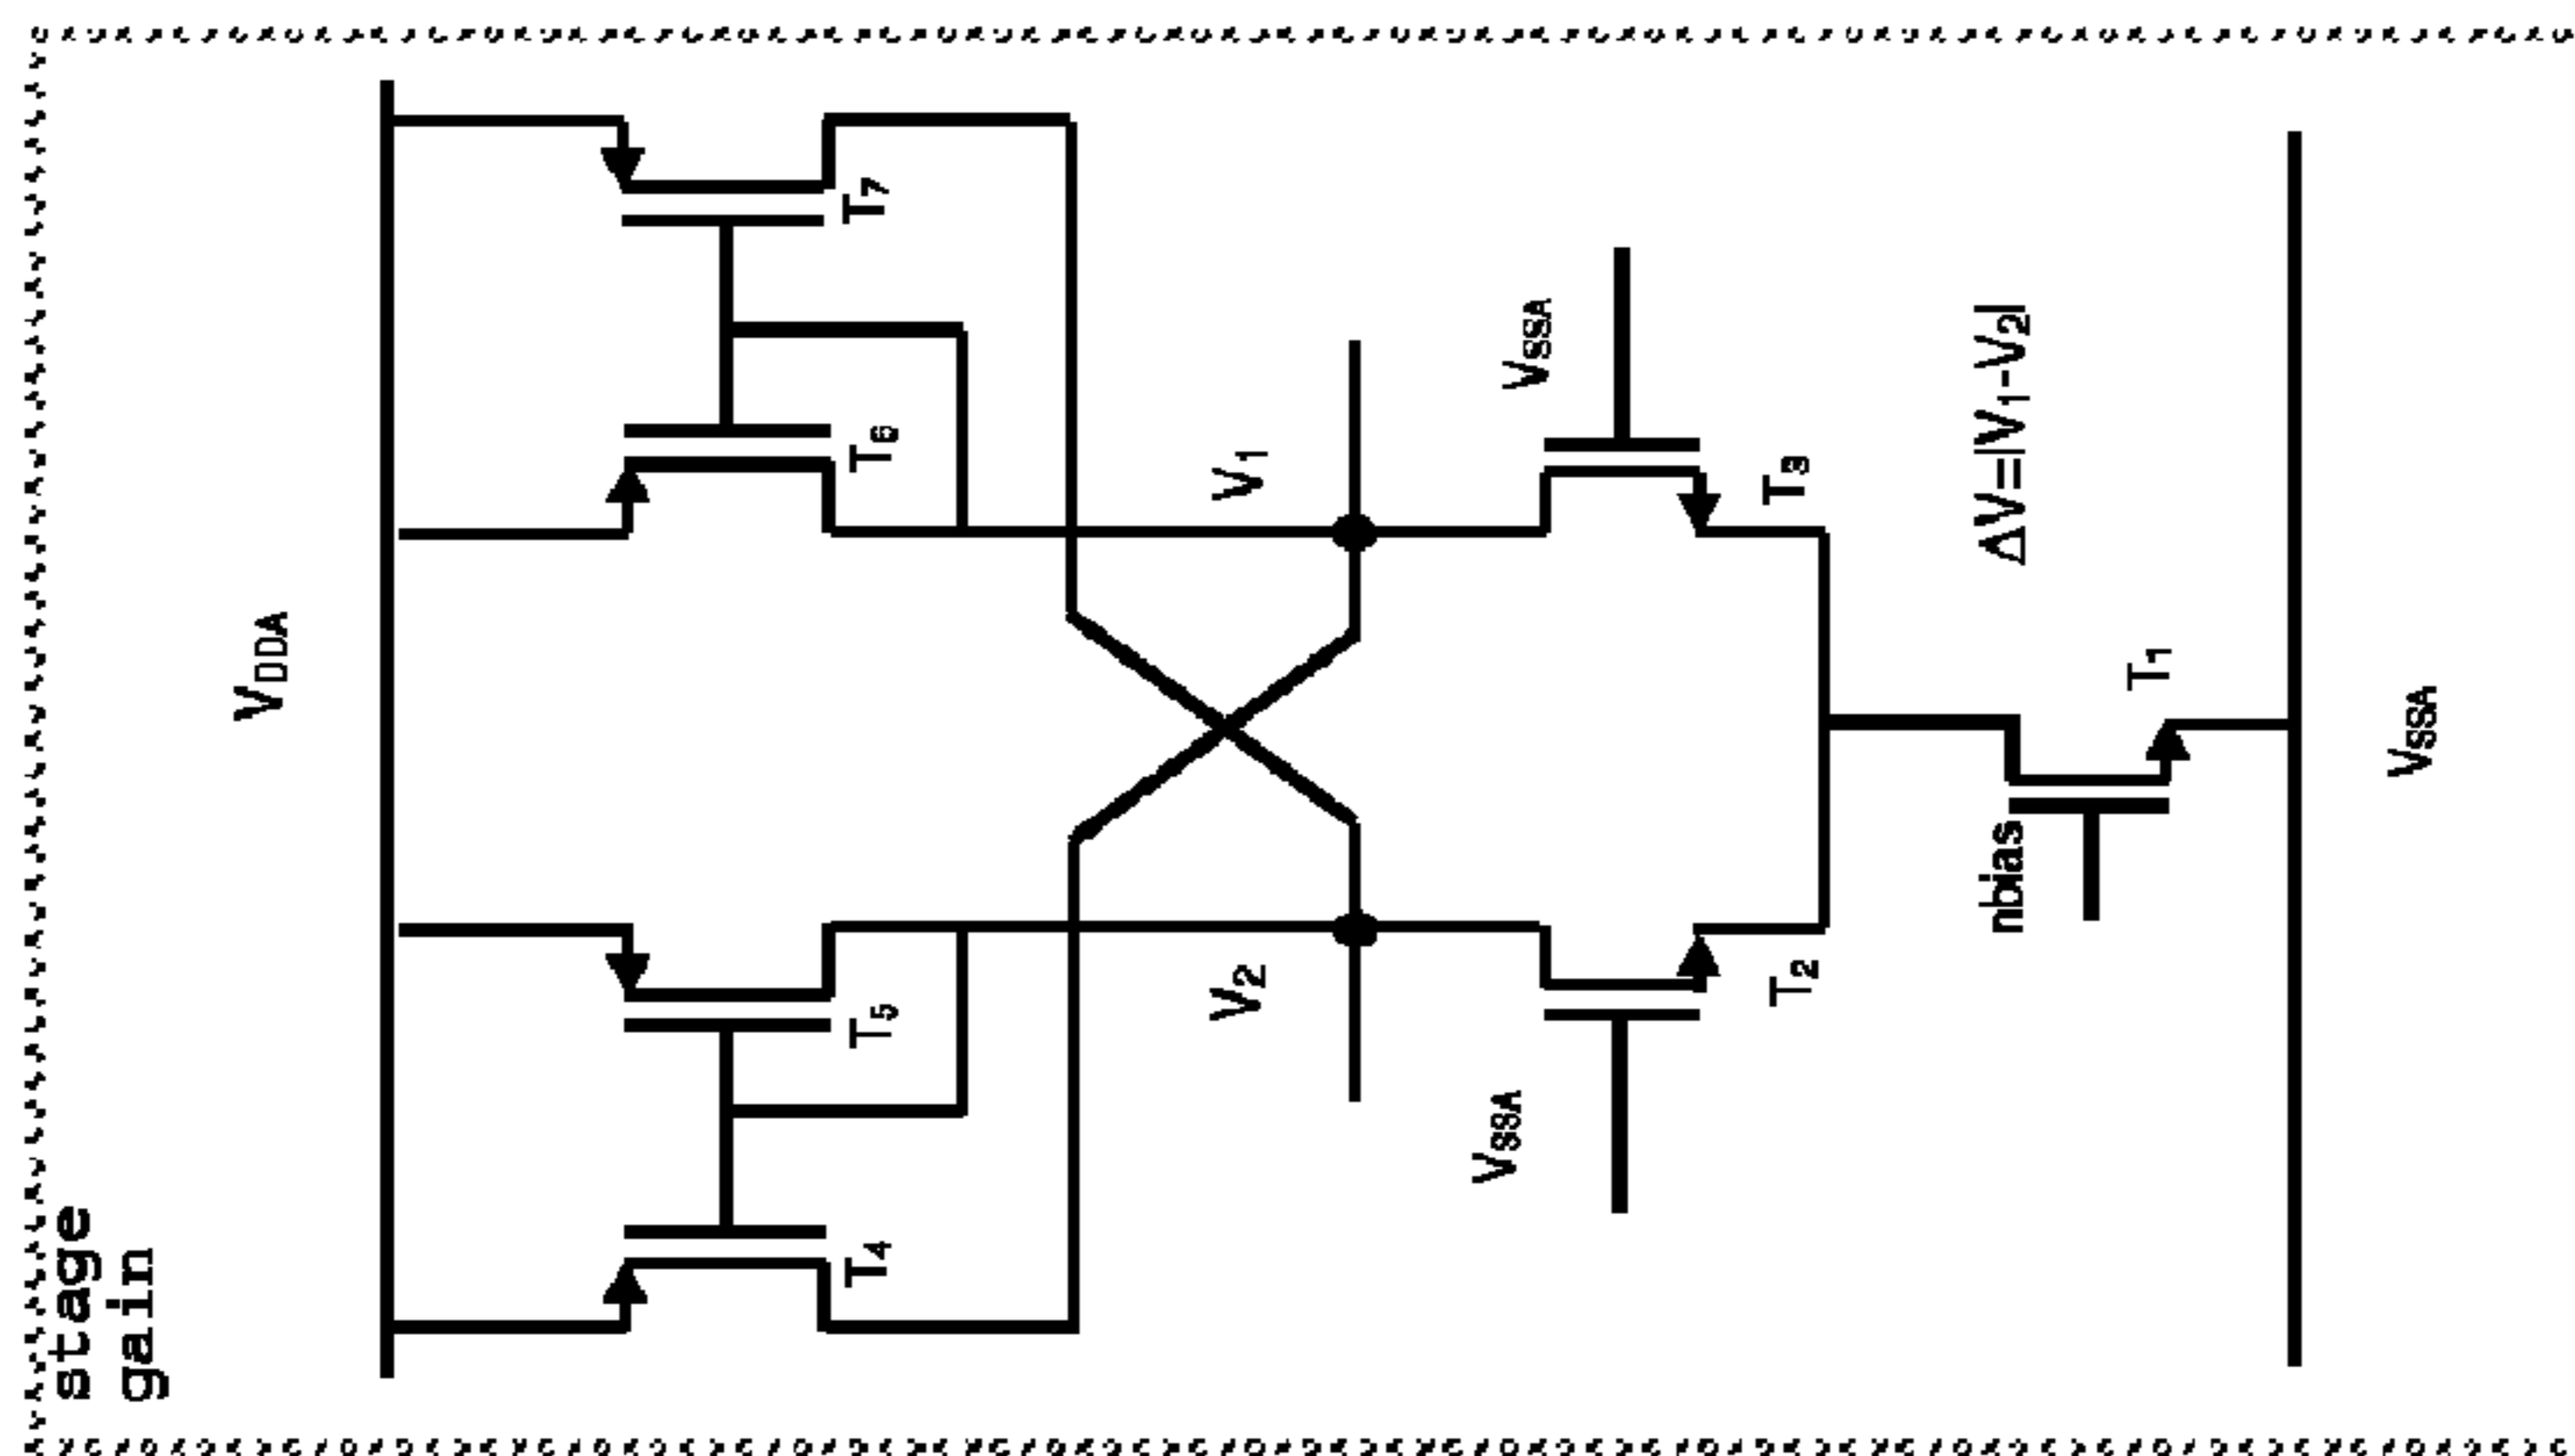 stage
gain
VDDA
T4
T5
T6
T7
V2
V1
VSSA
VSSA
T2
T3
nbias
ΔV=|V1-V2|
T1
VSSA